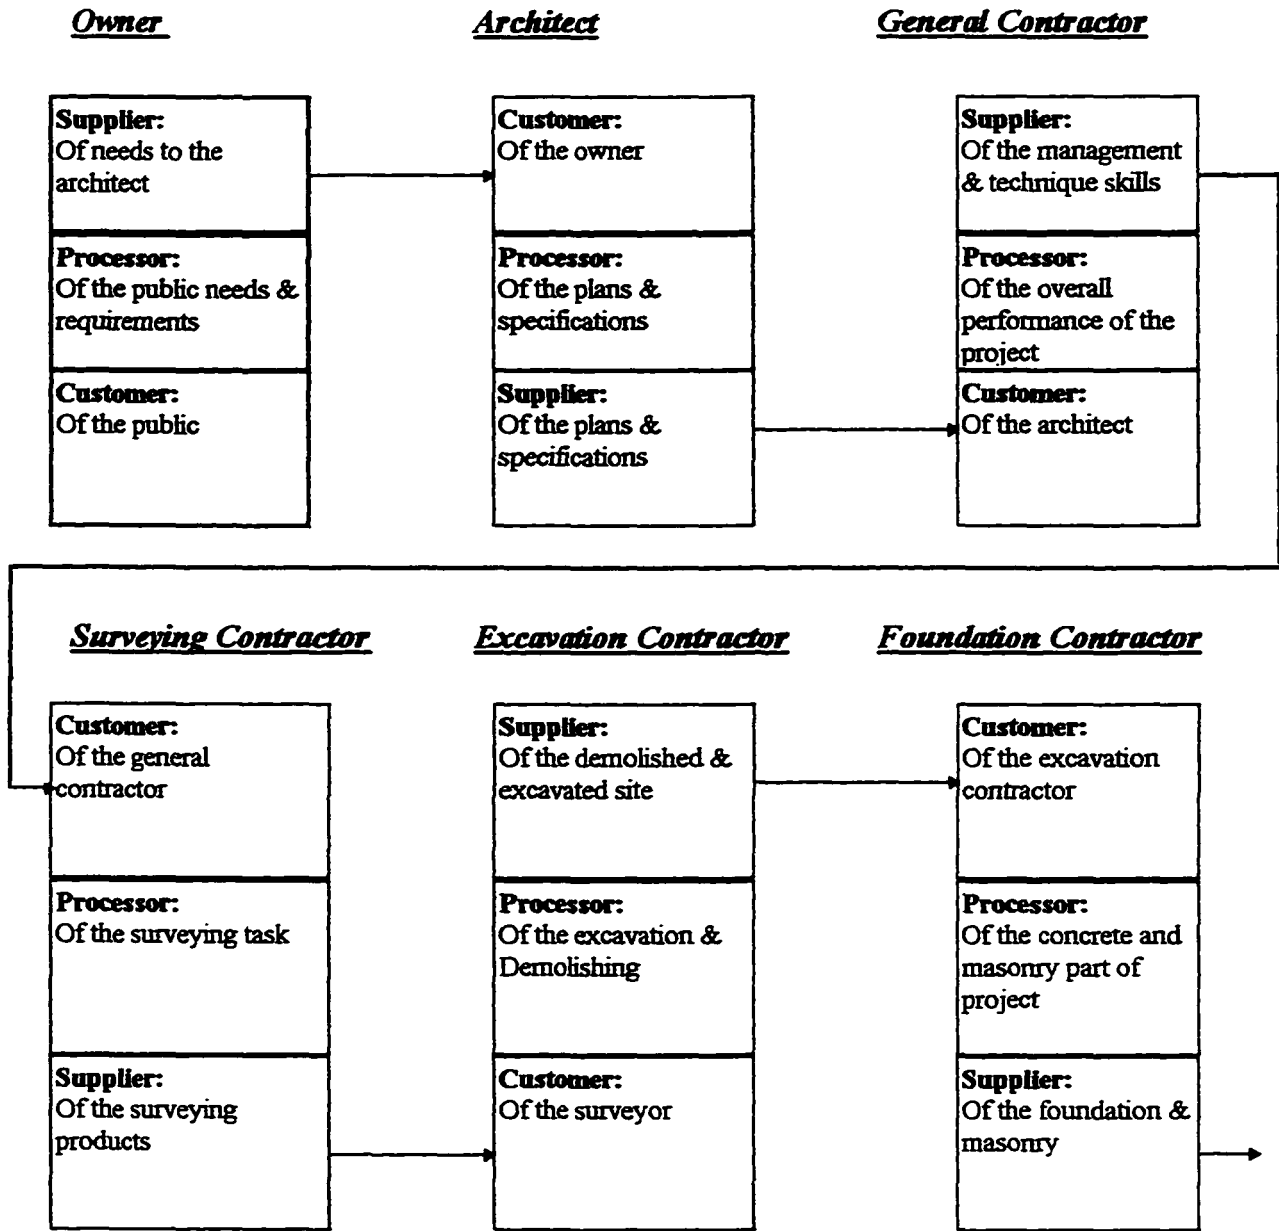 Owner
Architect
General Contractor
Supplier:
Of needs to the
architect
Processor:
Of the public needs &
requirements
Customer:
Of the public
Customer:
Of the owner
Processor:
Of the plans &
specifications
Supplier:
Of the plans &
specifications
Supplier:
Of the management
& technique skills
Processor:
Of the overall
performance of the
project
Customer:
Of the architect
Surveying Contractor
Excavation Contractor
Foundation Contractor
Customer:
Of the general
contractor
Processor:
Of the surveying task
Supplier:
Of the surveying
products
Supplier:
Of the demolished &
excavated site
Processor:
Of the excavation &
Demolishing
Customer:
Of the surveyor
Customer:
Of the excavation
contractor
Processor:
Of the concrete and
masonry part of
project
Supplier:
Of the foundation &
masonry